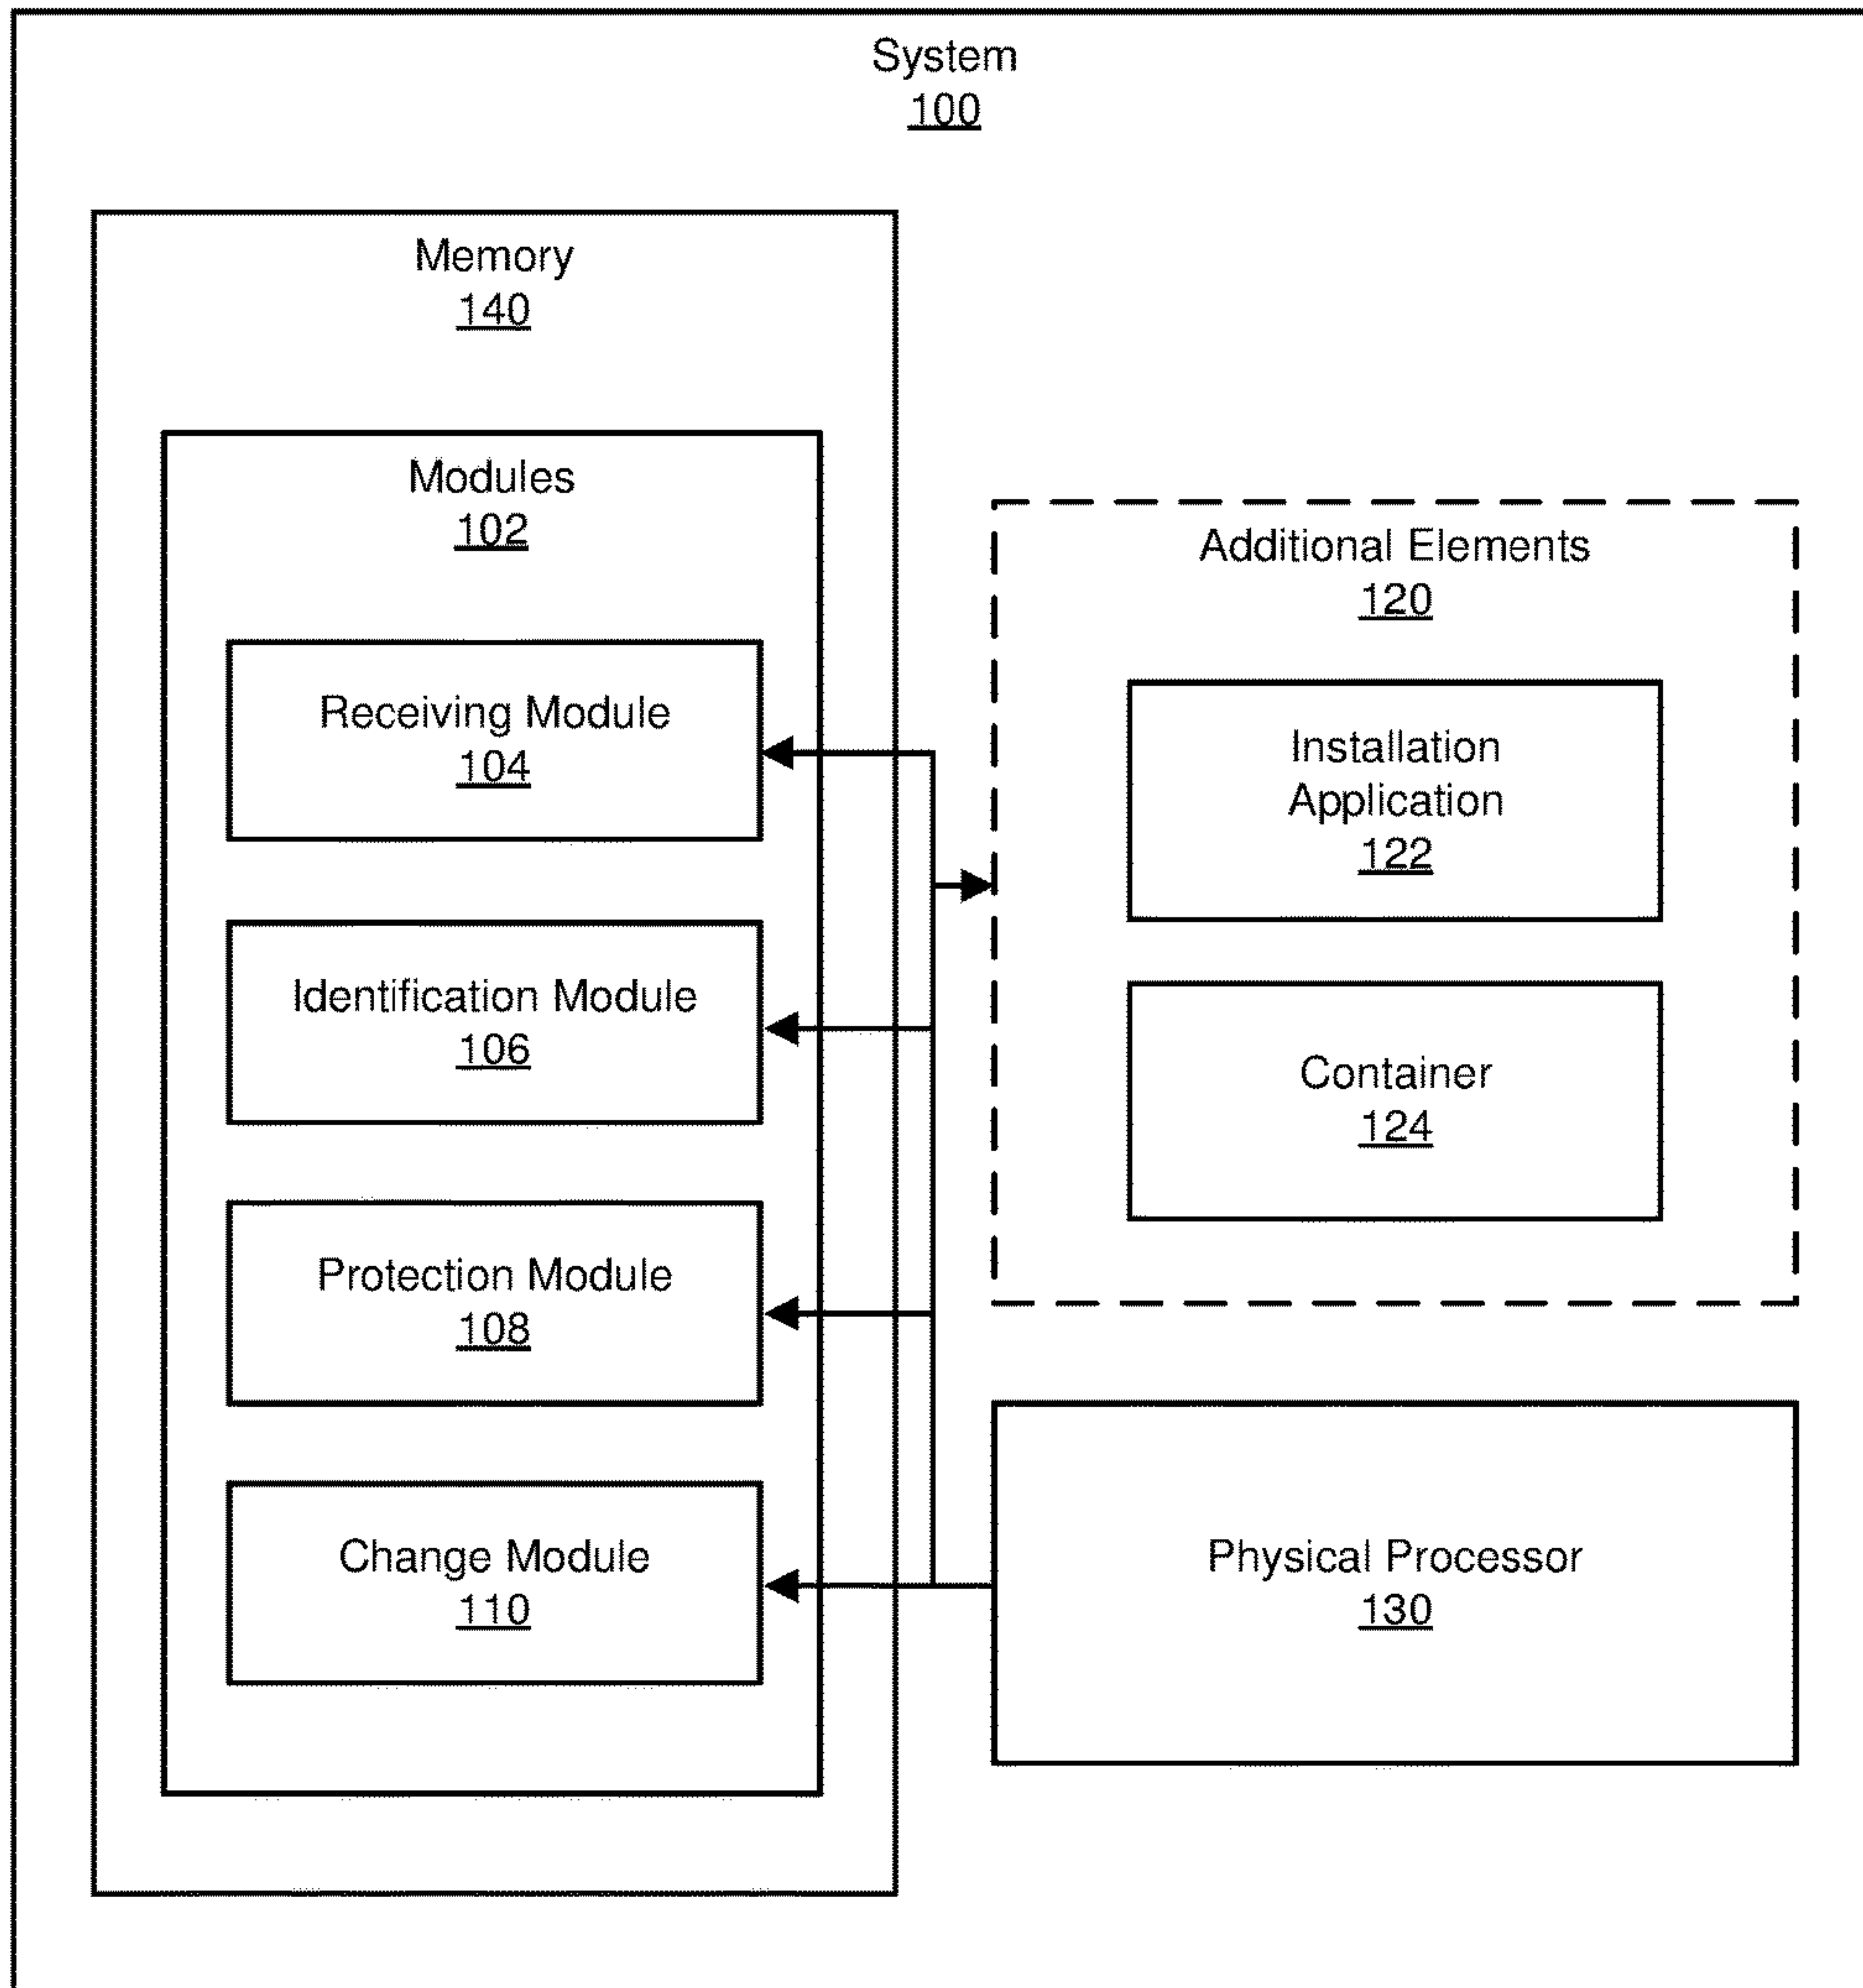 System
100
Memory
140
Modules
102
Receiving Module
104
Identification Module
106
Protection Module
108
Change Module
110
Additional Elements
120
Installation
Application
122
Container
124
Physical Processor
130